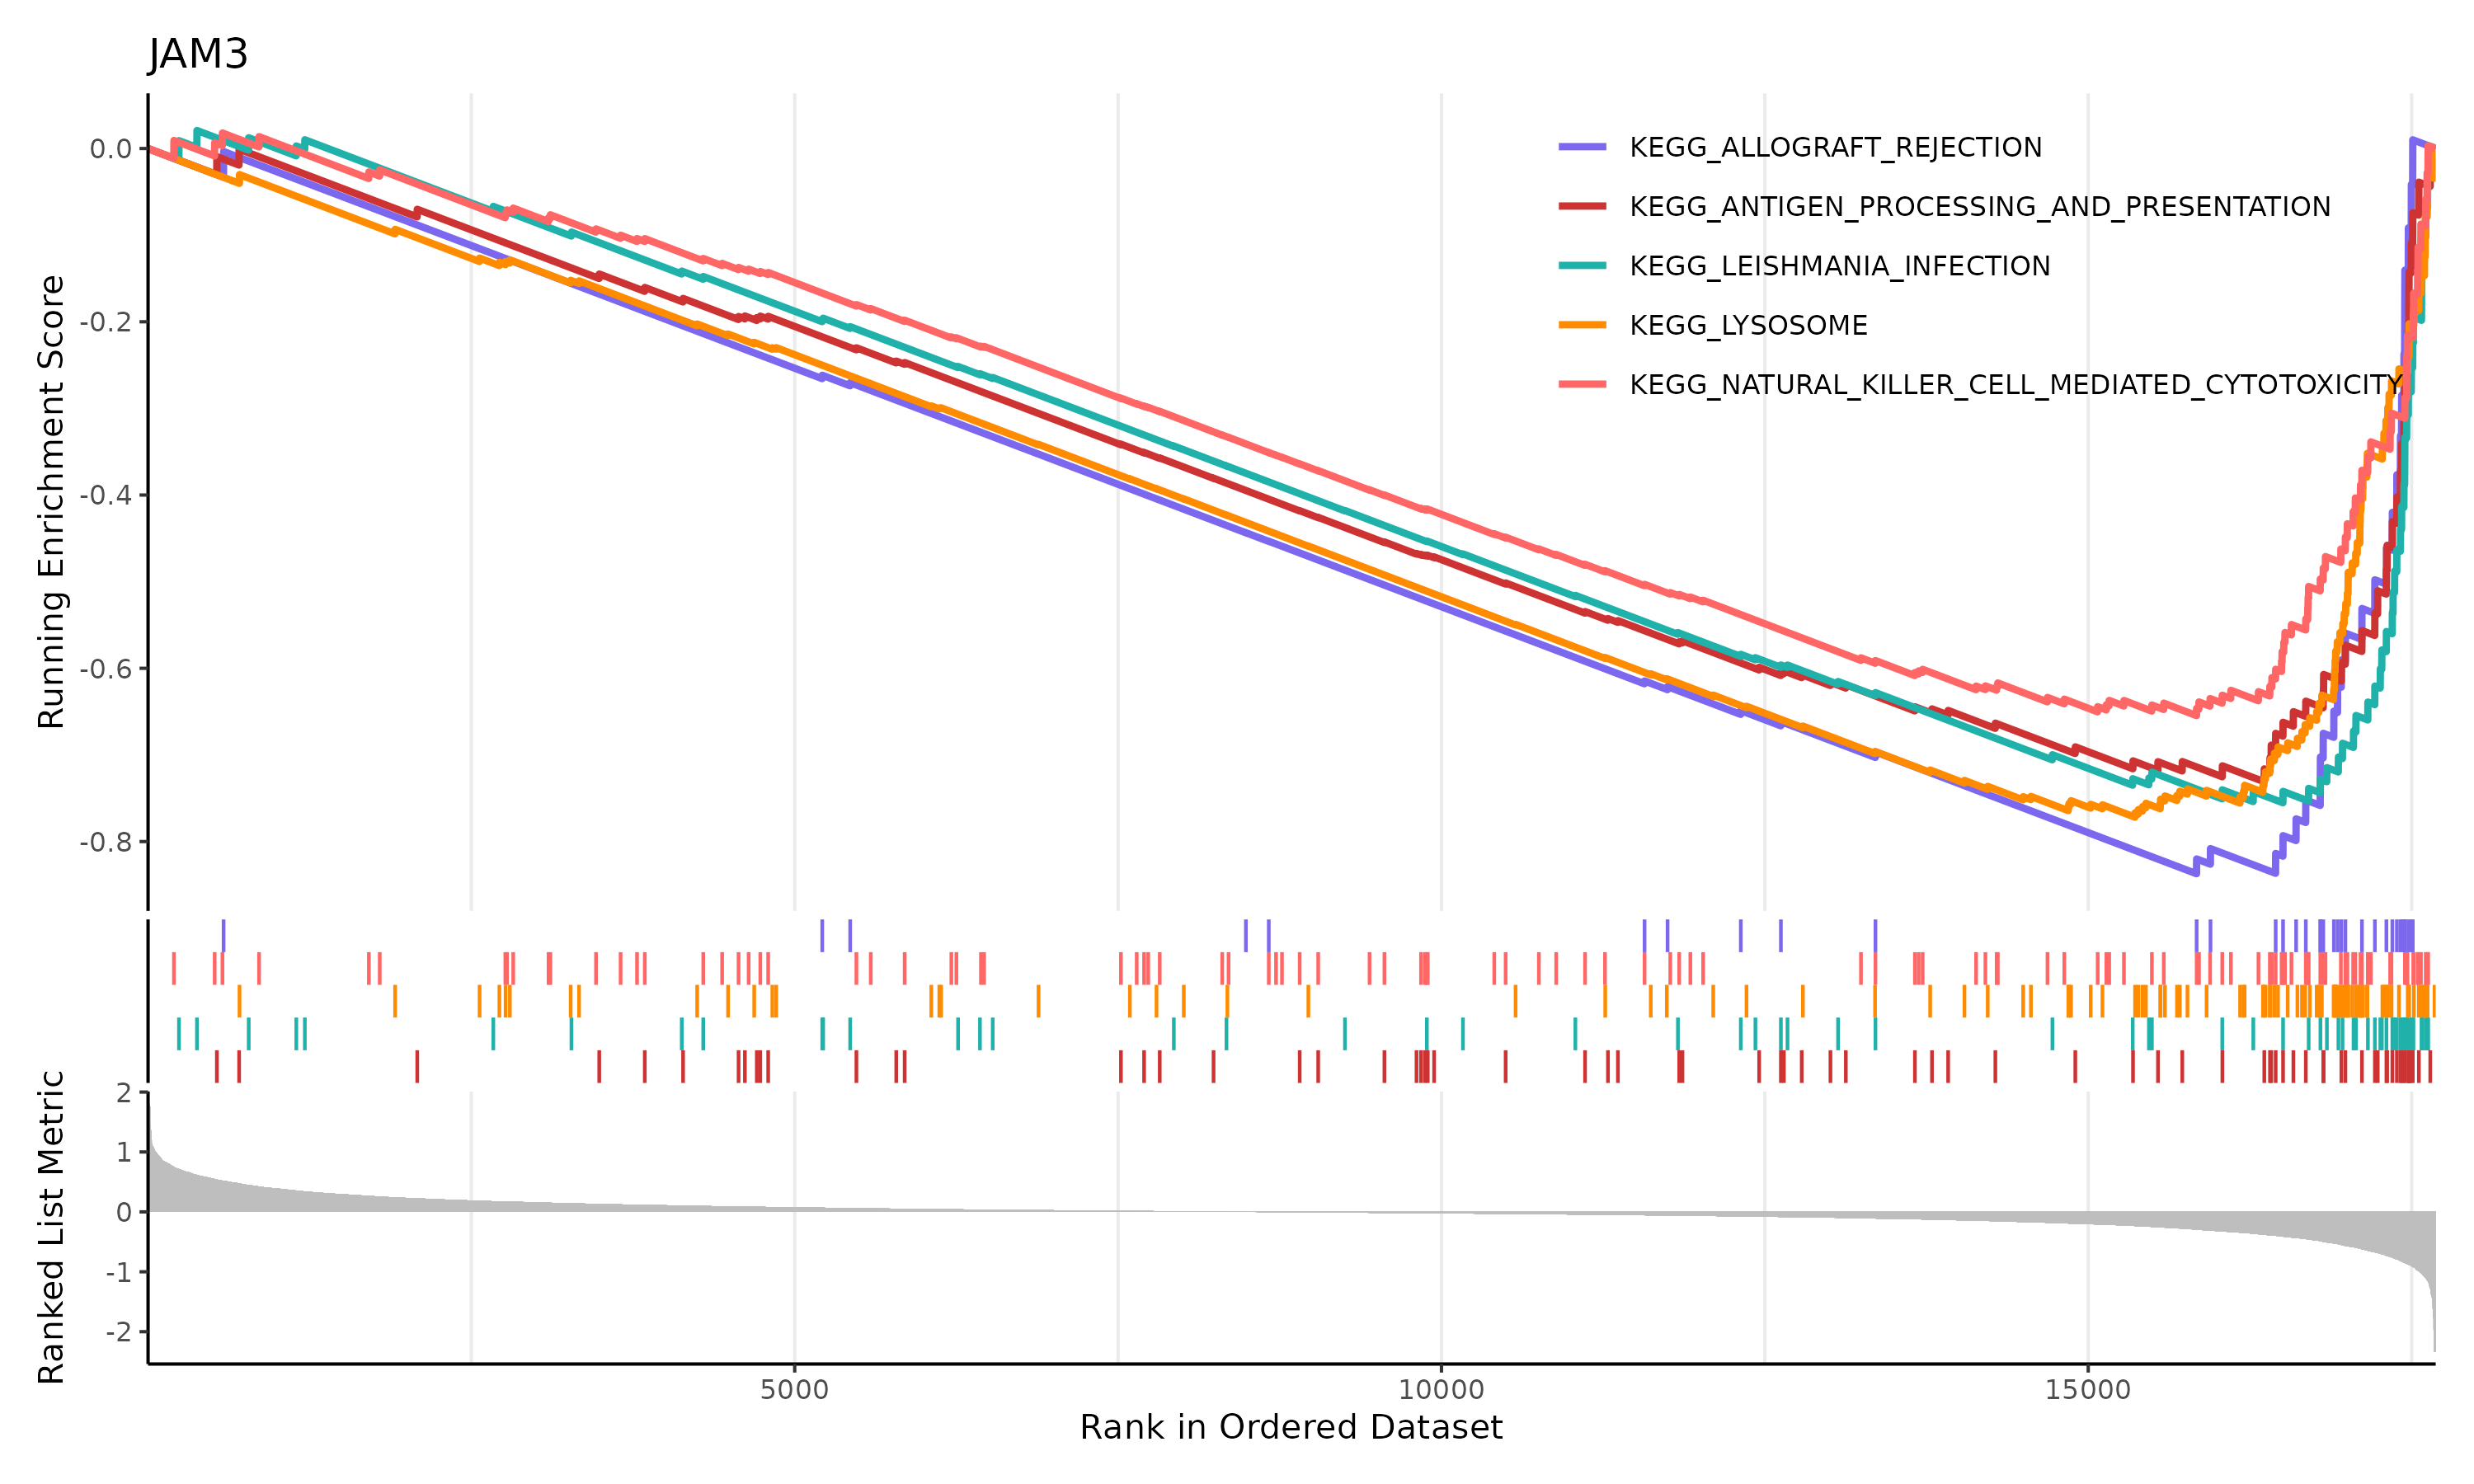 JAM3
Running Enrichment Score
0.0
-0.2
-0.4
-0.6
-0.8
KEGG_ALLOGRAFT_REJECTION
KEGG_ANTIGEN_PROCESSING_AND_PRESENTATION
KEGG_LEISHMANIA_INFECTION
KEGG_LYSOSOME
KEGG_NATURAL_KILLER_CELL_MEDIATED_CYTOTOXICITY
Ranked List Metric
2
1
0
-1
-2
5000 10000 15000
Rank in Ordered Dataset